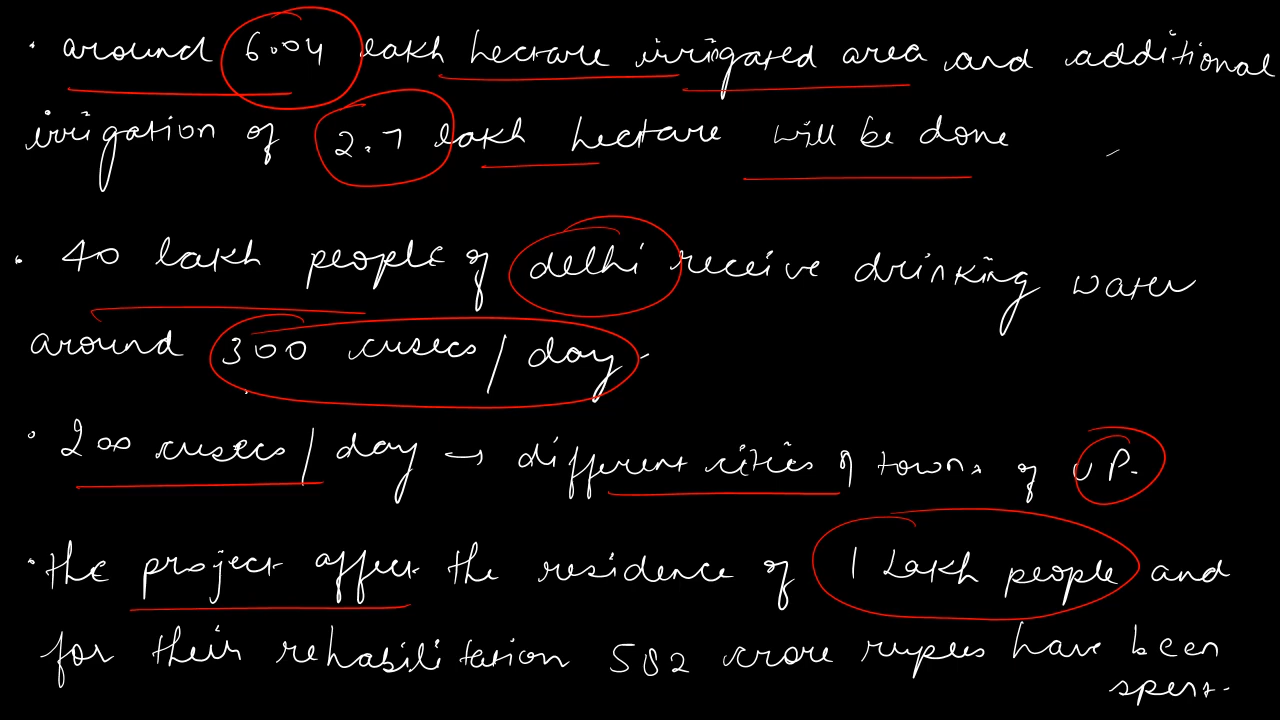 • around 6.04 lakh hectare irrigated area and additional
irrigation of 2.7 lakh hectare will be done
• 40 lakh people of delhi receive drinking water
around 300 cusecs / day.
• 200 cusecs / day → different cities & towns of UP.
• the project affect the residence of 1 Lakh people and
for their rehabilitation 582 crore rupees have been
spent.